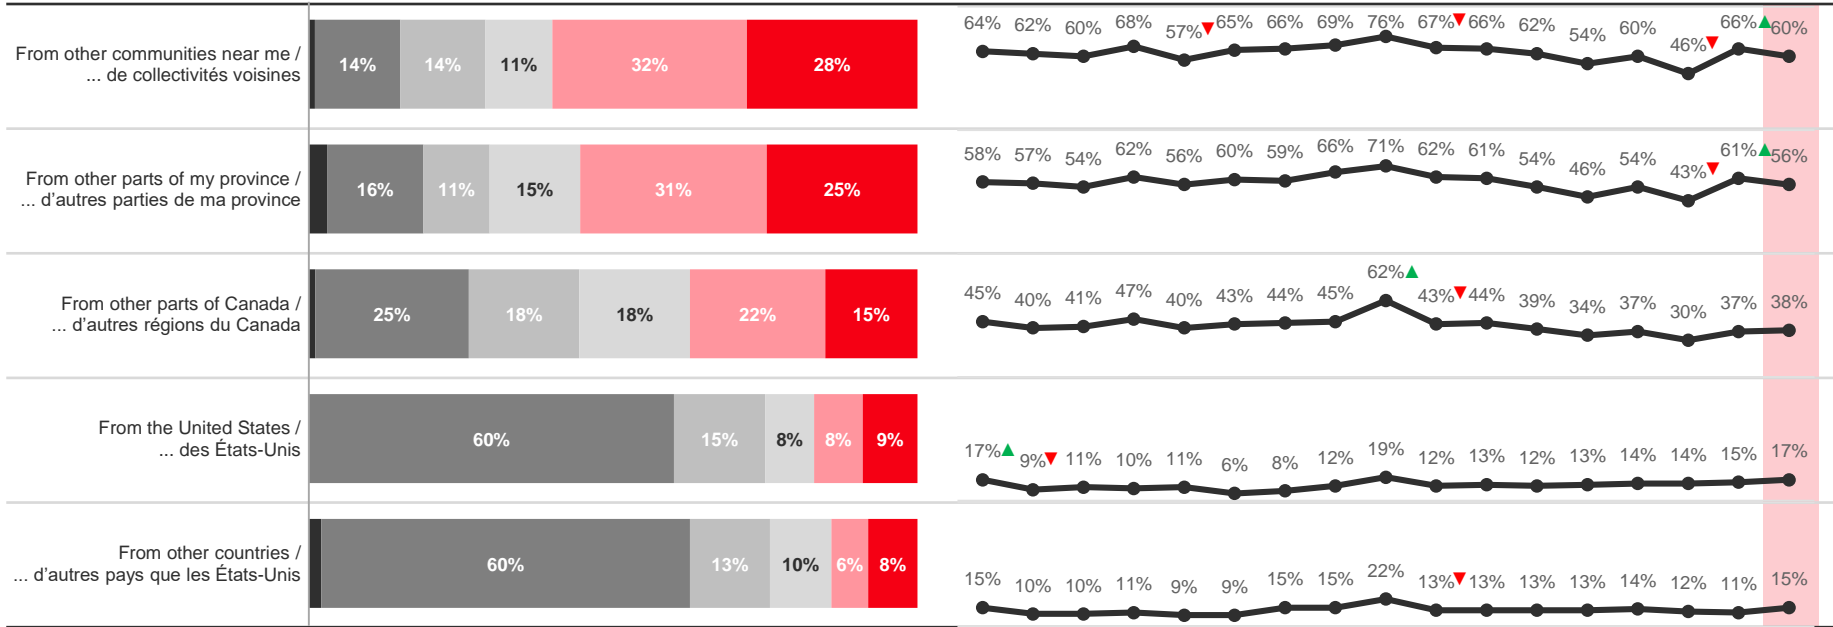 64% 62% 60% 68% 57%▼ 65% 66% 69% 76% 67%▼ 66% 62% 54% 60% 46%▼ 66%▲ 60%
From other communities near me /
... de collectivités voisines
14% 14% 11% 32% 28%
58% 57% 54% 62% 56% 60% 59% 66% 71% 62% 61% 54% 46% 54% 43%▼ 61%▲ 56%
From other parts of my province /
... d'autres parties de ma province
16% 11% 15% 31% 25%
45% 40% 41% 47% 40% 43% 44% 45% 62%▲ 43%▼ 44% 39% 34% 37% 30% 37% 38%
From other parts of Canada /
... d'autres régions du Canada
25% 18% 18% 22% 15%
From the United States /
... des États-Unis
60% 15% 8% 8% 9%
17%▲ 9%▼ 11% 10% 11% 6% 8% 12% 19% 12% 13% 12% 13% 14% 14% 15% 17%
From other countries /
... d'autres pays que les États-Unis
60% 13% 10% 6% 8%
15% 10% 10% 11% 9% 9% 15% 15% 22% 13%▼ 13% 13% 13% 14% 12% 11% 15%